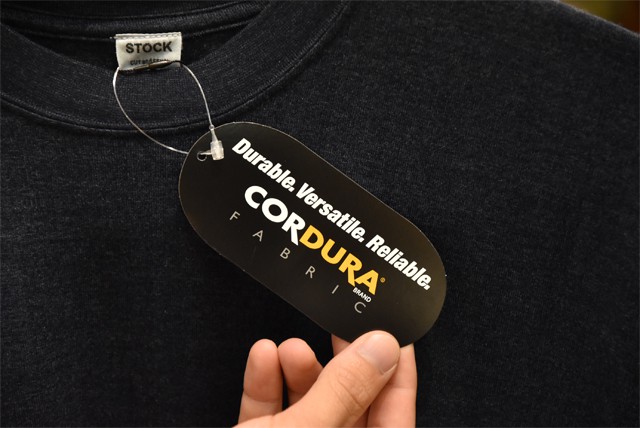 STOCK
Durable. Versatile. Reliable.
CORDURA®
BRAND
FABRIC